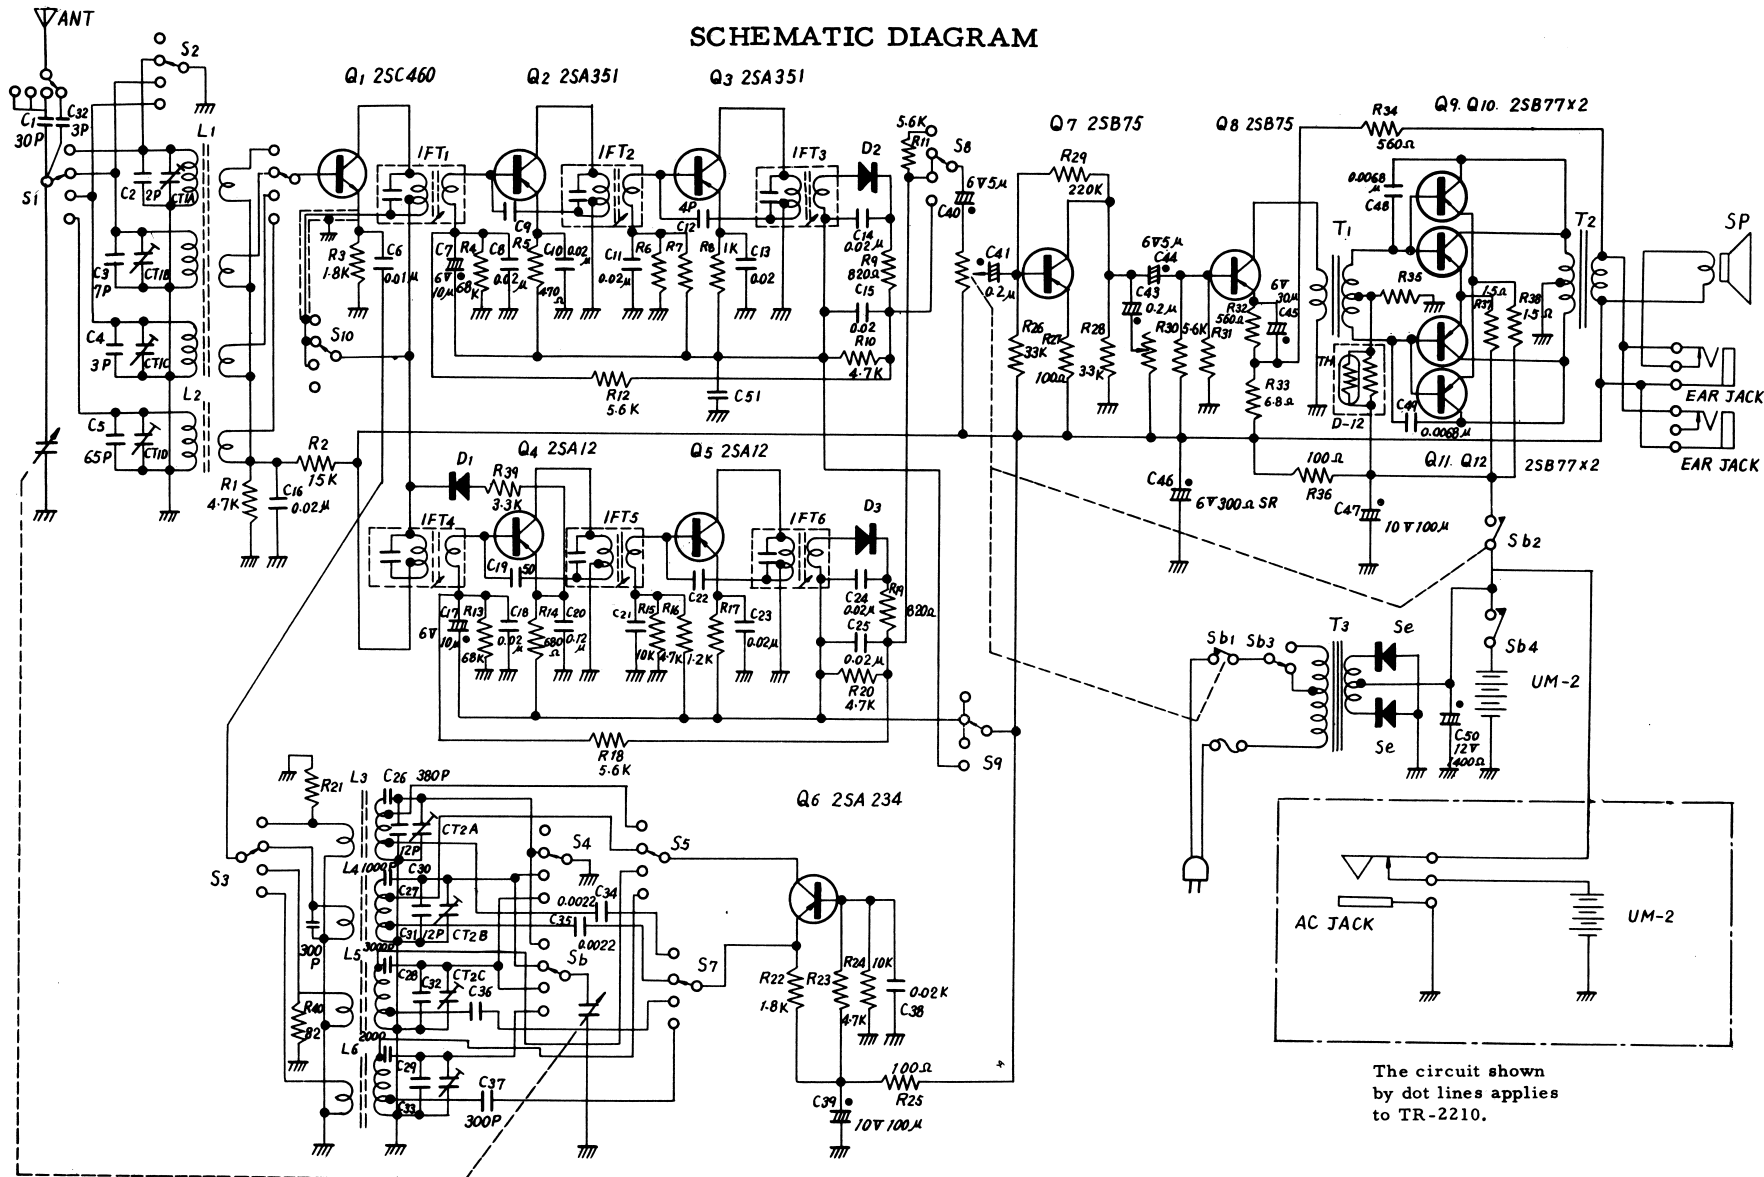 SCHEMATIC DIAGRAM
ANT
S2
Q1 2SC460
Q2 2SA351
Q3 2SA351
C1
30P
C32
3P
L1
S1
C2
2P
CT1A
C3
7P
CT1B
C4
3P
CT1C
L2
C5
65P
CT1D
R1
4.7K
C16
0.02μ
R2
15K
IFT1
IFT2
IFT3
D2
R3
1.8K
C6
0.01μ
C7
6V
10μ
R4
68K
C8
0.02μ
C9
R5
470Ω
C10
0.02μ
C11
0.02μ
R6
R7
4P
C12
R8
1K
C13
0.02
C14
0.02μ
R9
820Ω
C15
0.02
R10
4.7K
R12
5.6K
C51
S10
5.6K
R11
S8
6V5μ
C40
C41
0.2μ
Q7 2SB75
R29
220K
R26
33K
R27
100Ω
R28
3.3K
6V5μ
C44
C43
0.2μ
R30
5.6K
R31
Q8 2SB75
R32
560Ω
6V
30μ
C45
R33
6.8Ω
R34
560Ω
Q9. Q10. 2SB77×2
0.0068μ
C48
T1
R35
TH
D-12
C49
0.0068μ
1.5Ω
R37
R38
1.5Ω
T2
SP
EAR JACK
EAR JACK
Q11. Q12
2SB77×2
100Ω
R36
C46
6V300Ω SR
C47
10V100μ
Sb2
Q4 2SA12
Q5 2SA12
D1
R39
3.3K
IFT4
IFT5
IFT6
D3
C17
6V
10μ
R13
68K
C18
0.02μ
C19
50
R14
680Ω
C20
0.12μ
C21
R15
10K
R16
4.7K
C22
R17
1.2K
C23
0.02μ
C24
0.02μ
R19
820Ω
C25
0.02μ
R20
4.7K
R18
5.6K
S9
Sb1
Sb3
T3
Se
Se
Sb4
UM-2
C50
12V
400Ω
R21
L3
C26
380P
CT2A
12P
S3
L4
1000P
C30
C27
C31
12P
CT2B
300P
L5
3000P
C28
C32
CT2C
C36
R40
82
L6
2000
C29
C33
C37
300P
S4
S5
0.0022
C34
C35
0.0022
Sb
S7
Q6 2SA234
R22
1.8K
R23
4.7K
R24
10K
0.02K
C38
100Ω
R25
C39
10V100μ
AC JACK
UM-2
The circuit shown
by dot lines applies
to TR-2210.